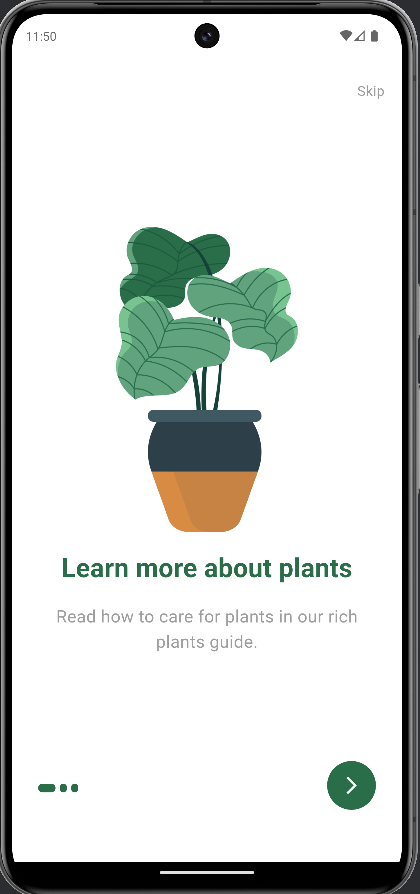 11:50
Skip
Learn more about plants
Read how to care for plants in our rich
plants guide.